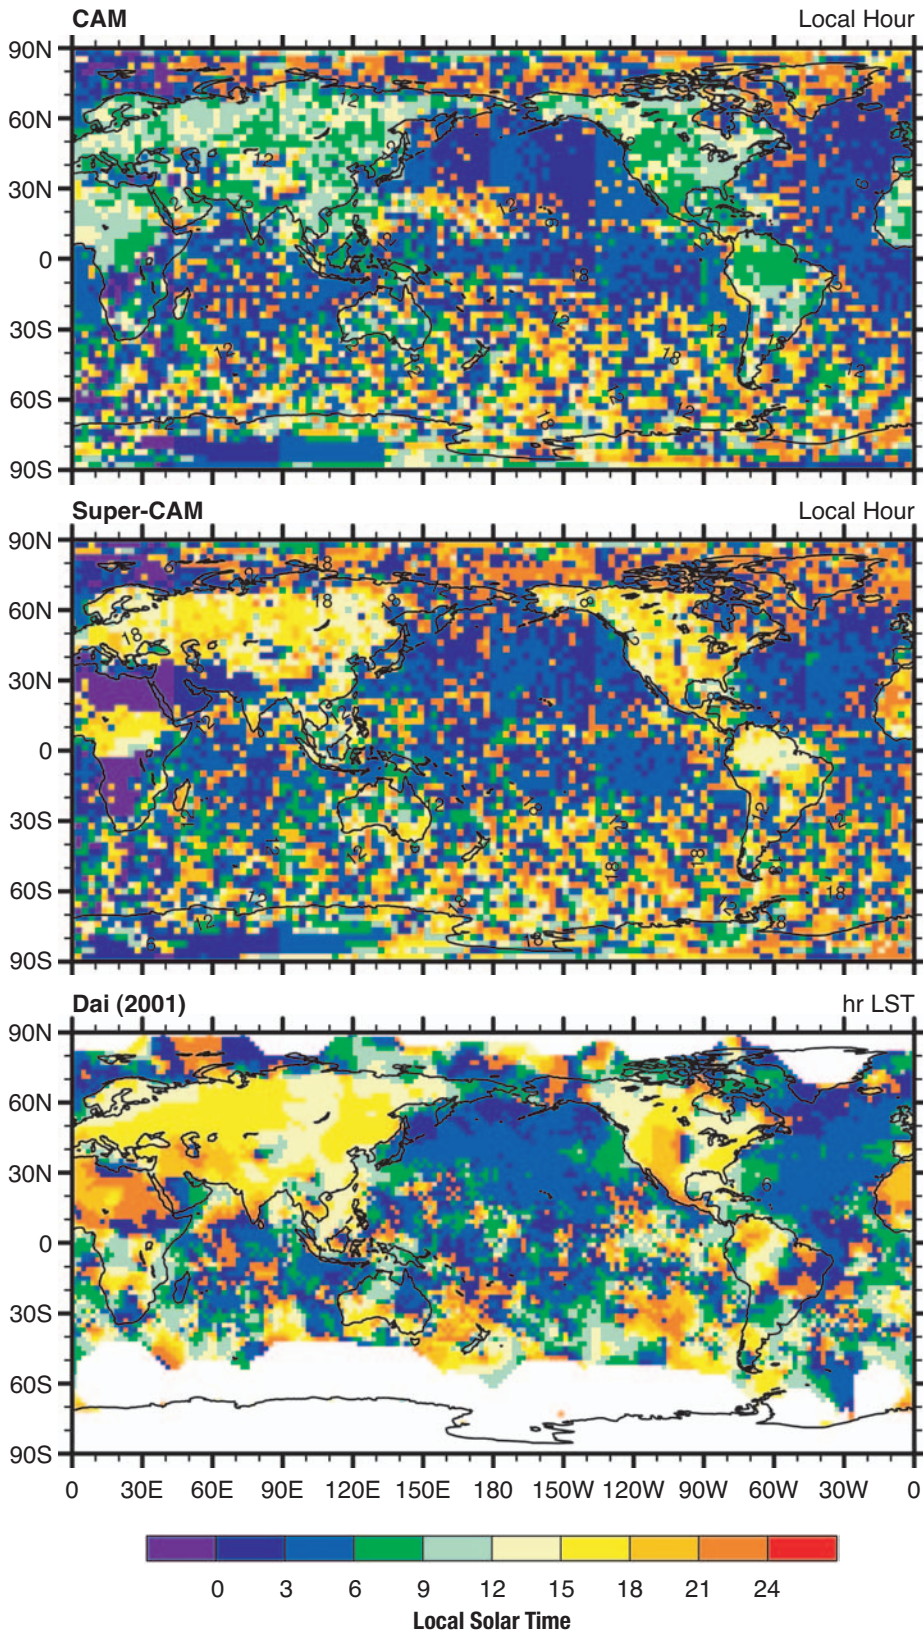 CAM Local Hour
90N
60N
30N
0
30S
60S
90S
Super-CAM Local Hour
90N
60N
30N
0
30S
60S
90S
Dai (2001) hr LST
90N
60N
30N
0
30S
60S
90S
0 30E 60E 90E 120E 150E 180 150W 120W 90W 60W 30W 0
0 3 6 9 12 15 18 21 24
Local Solar Time